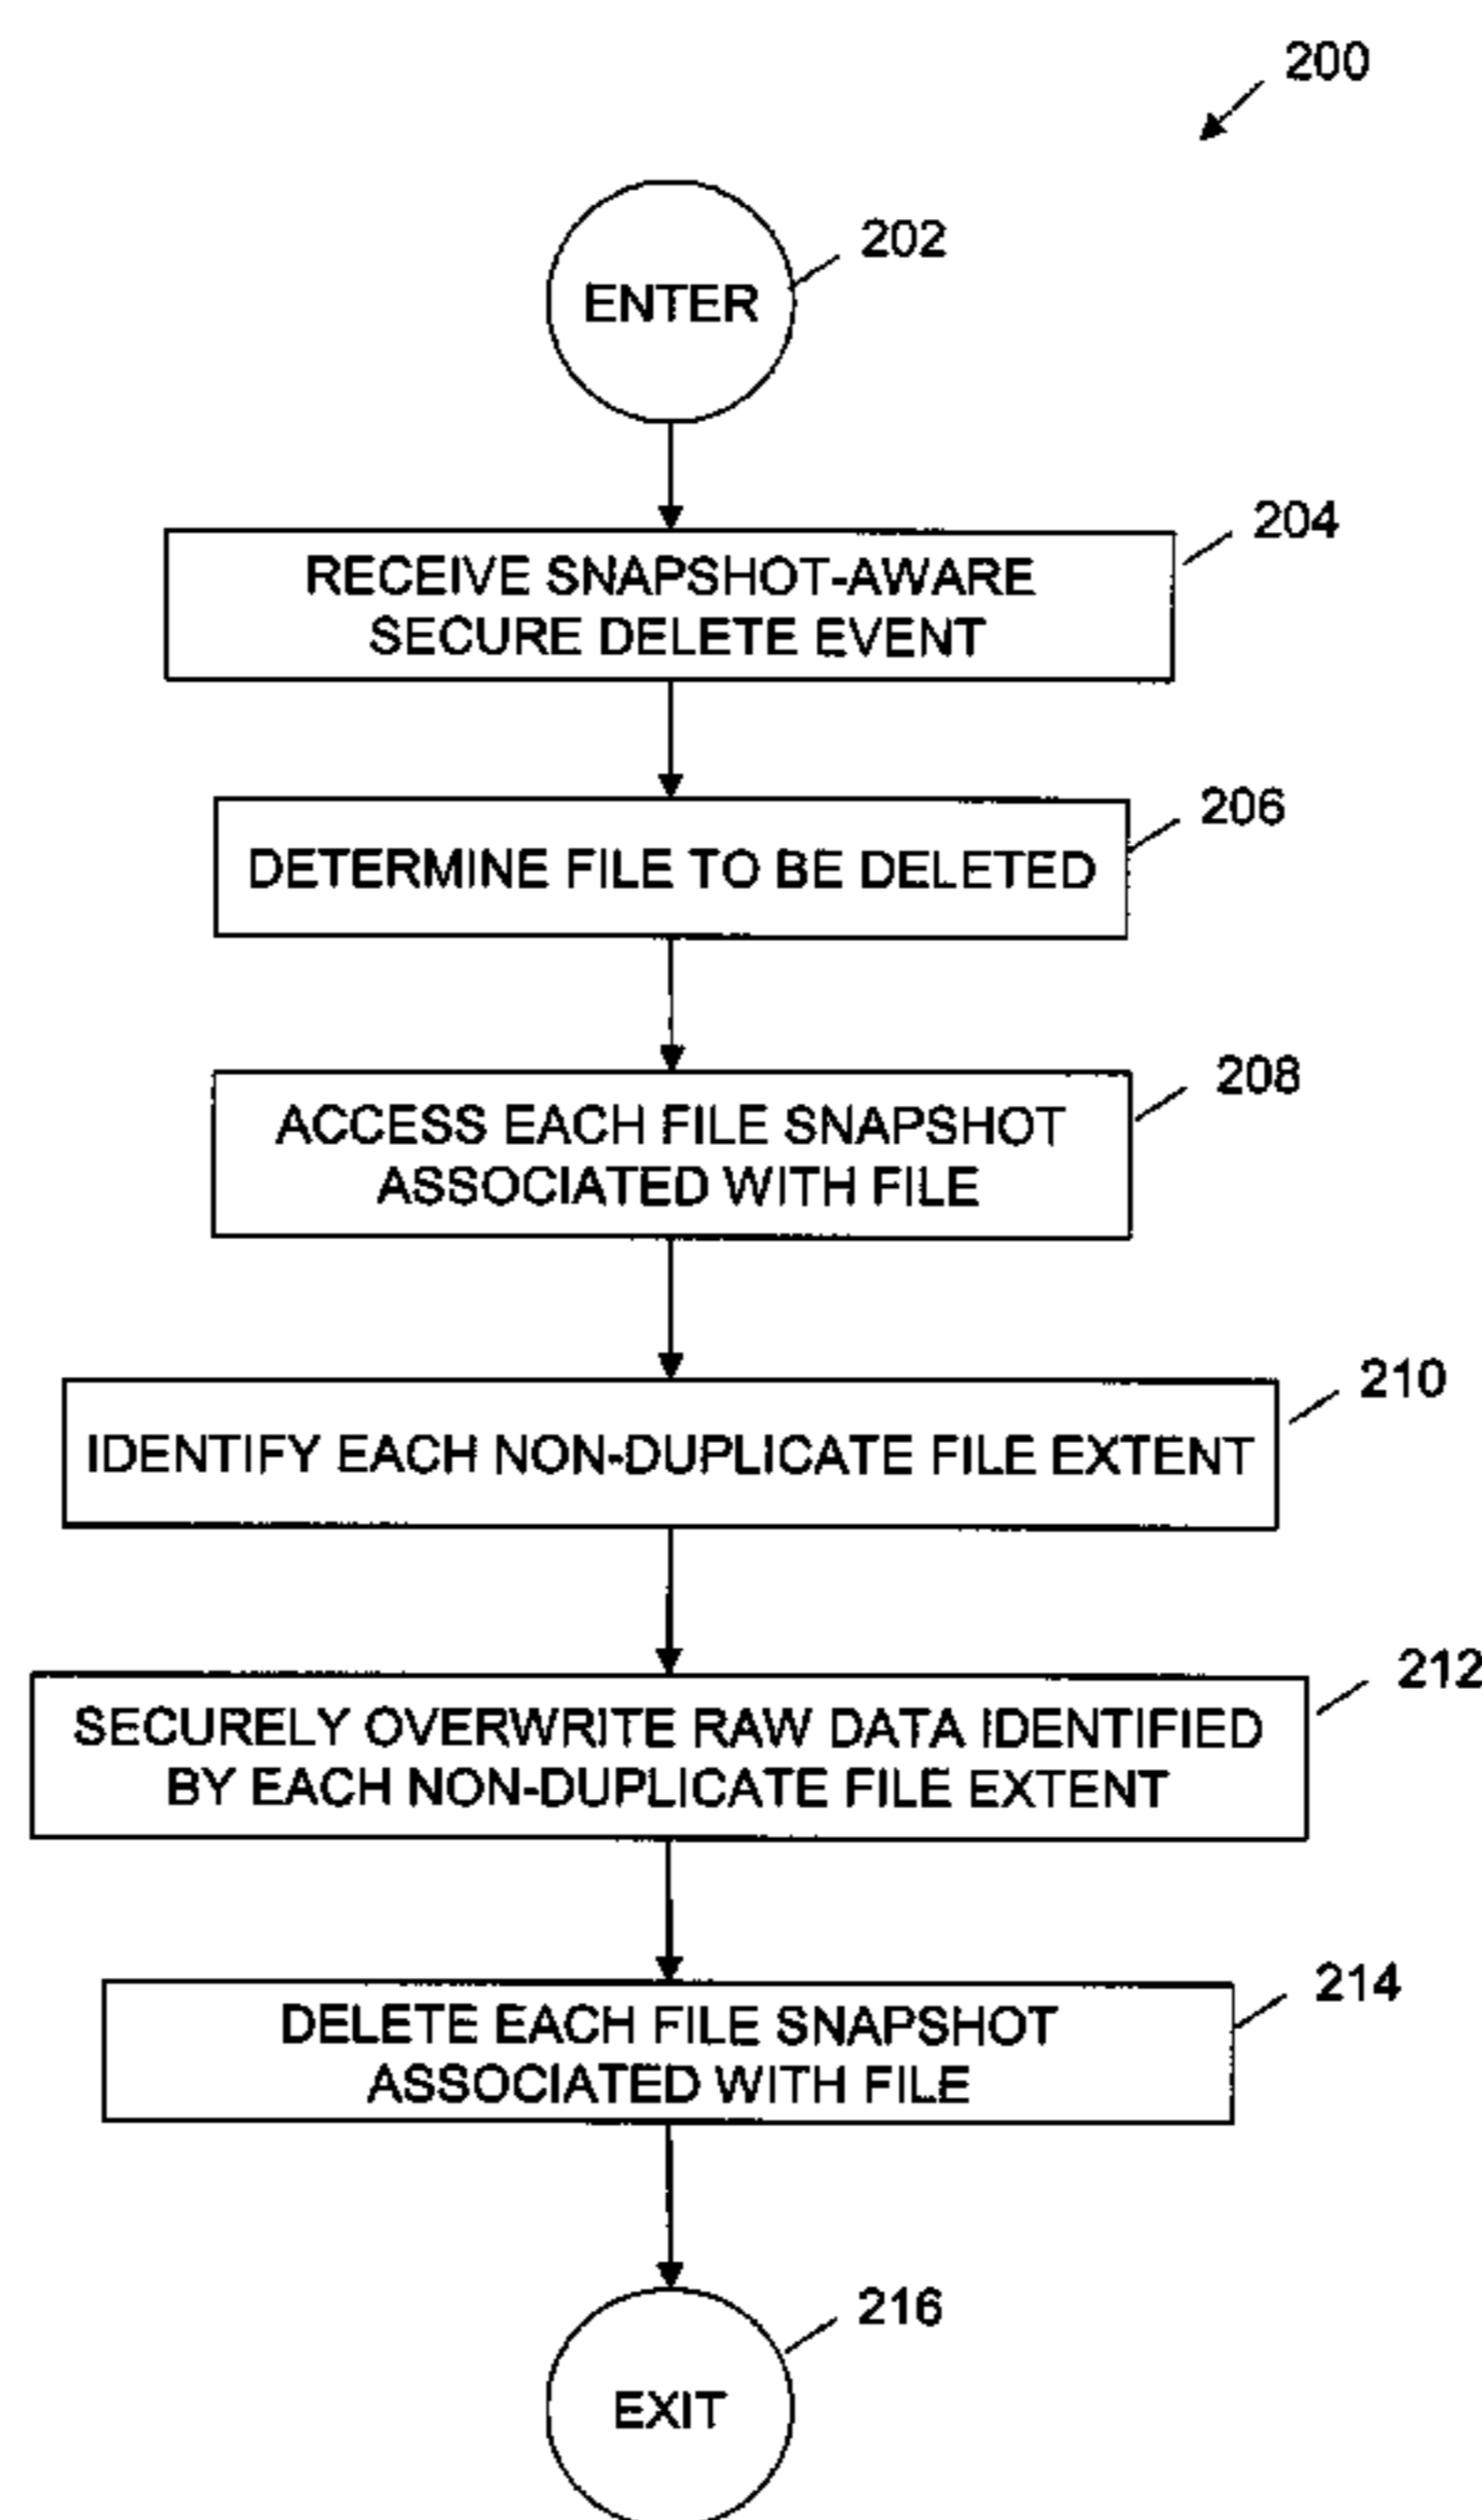 200
202
ENTER
204
RECEIVE SNAPSHOT-AWARE
SECURE DELETE EVENT
206
DETERMINE FILE TO BE DELETED
208
ACCESS EACH FILE SNAPSHOT
ASSOCIATED WITH FILE
210
IDENTIFY EACH NON-DUPLICATE FILE EXTENT
212
SECURELY OVERWRITE RAW DATA IDENTIFIED
BY EACH NON-DUPLICATE FILE EXTENT
214
DELETE EACH FILE SNAPSHOT
ASSOCIATED WITH FILE
216
EXIT